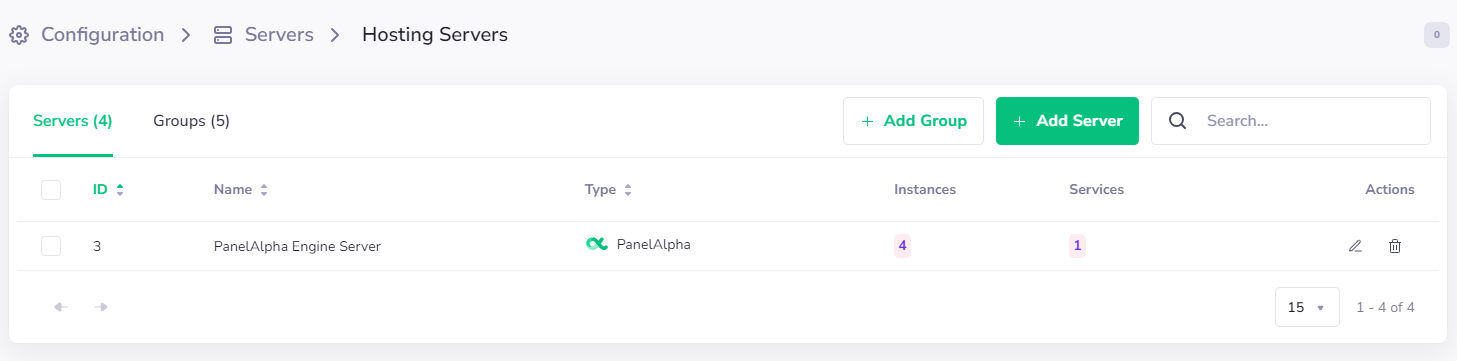 Configuration > Servers > Hosting Servers 0
Servers (4) Groups (5) + Add Group + Add Server Search...
ID Name Type Instances Services Actions
3 PanelAlpha Engine Server PanelAlpha 4 1
15 1 - 4 of 4